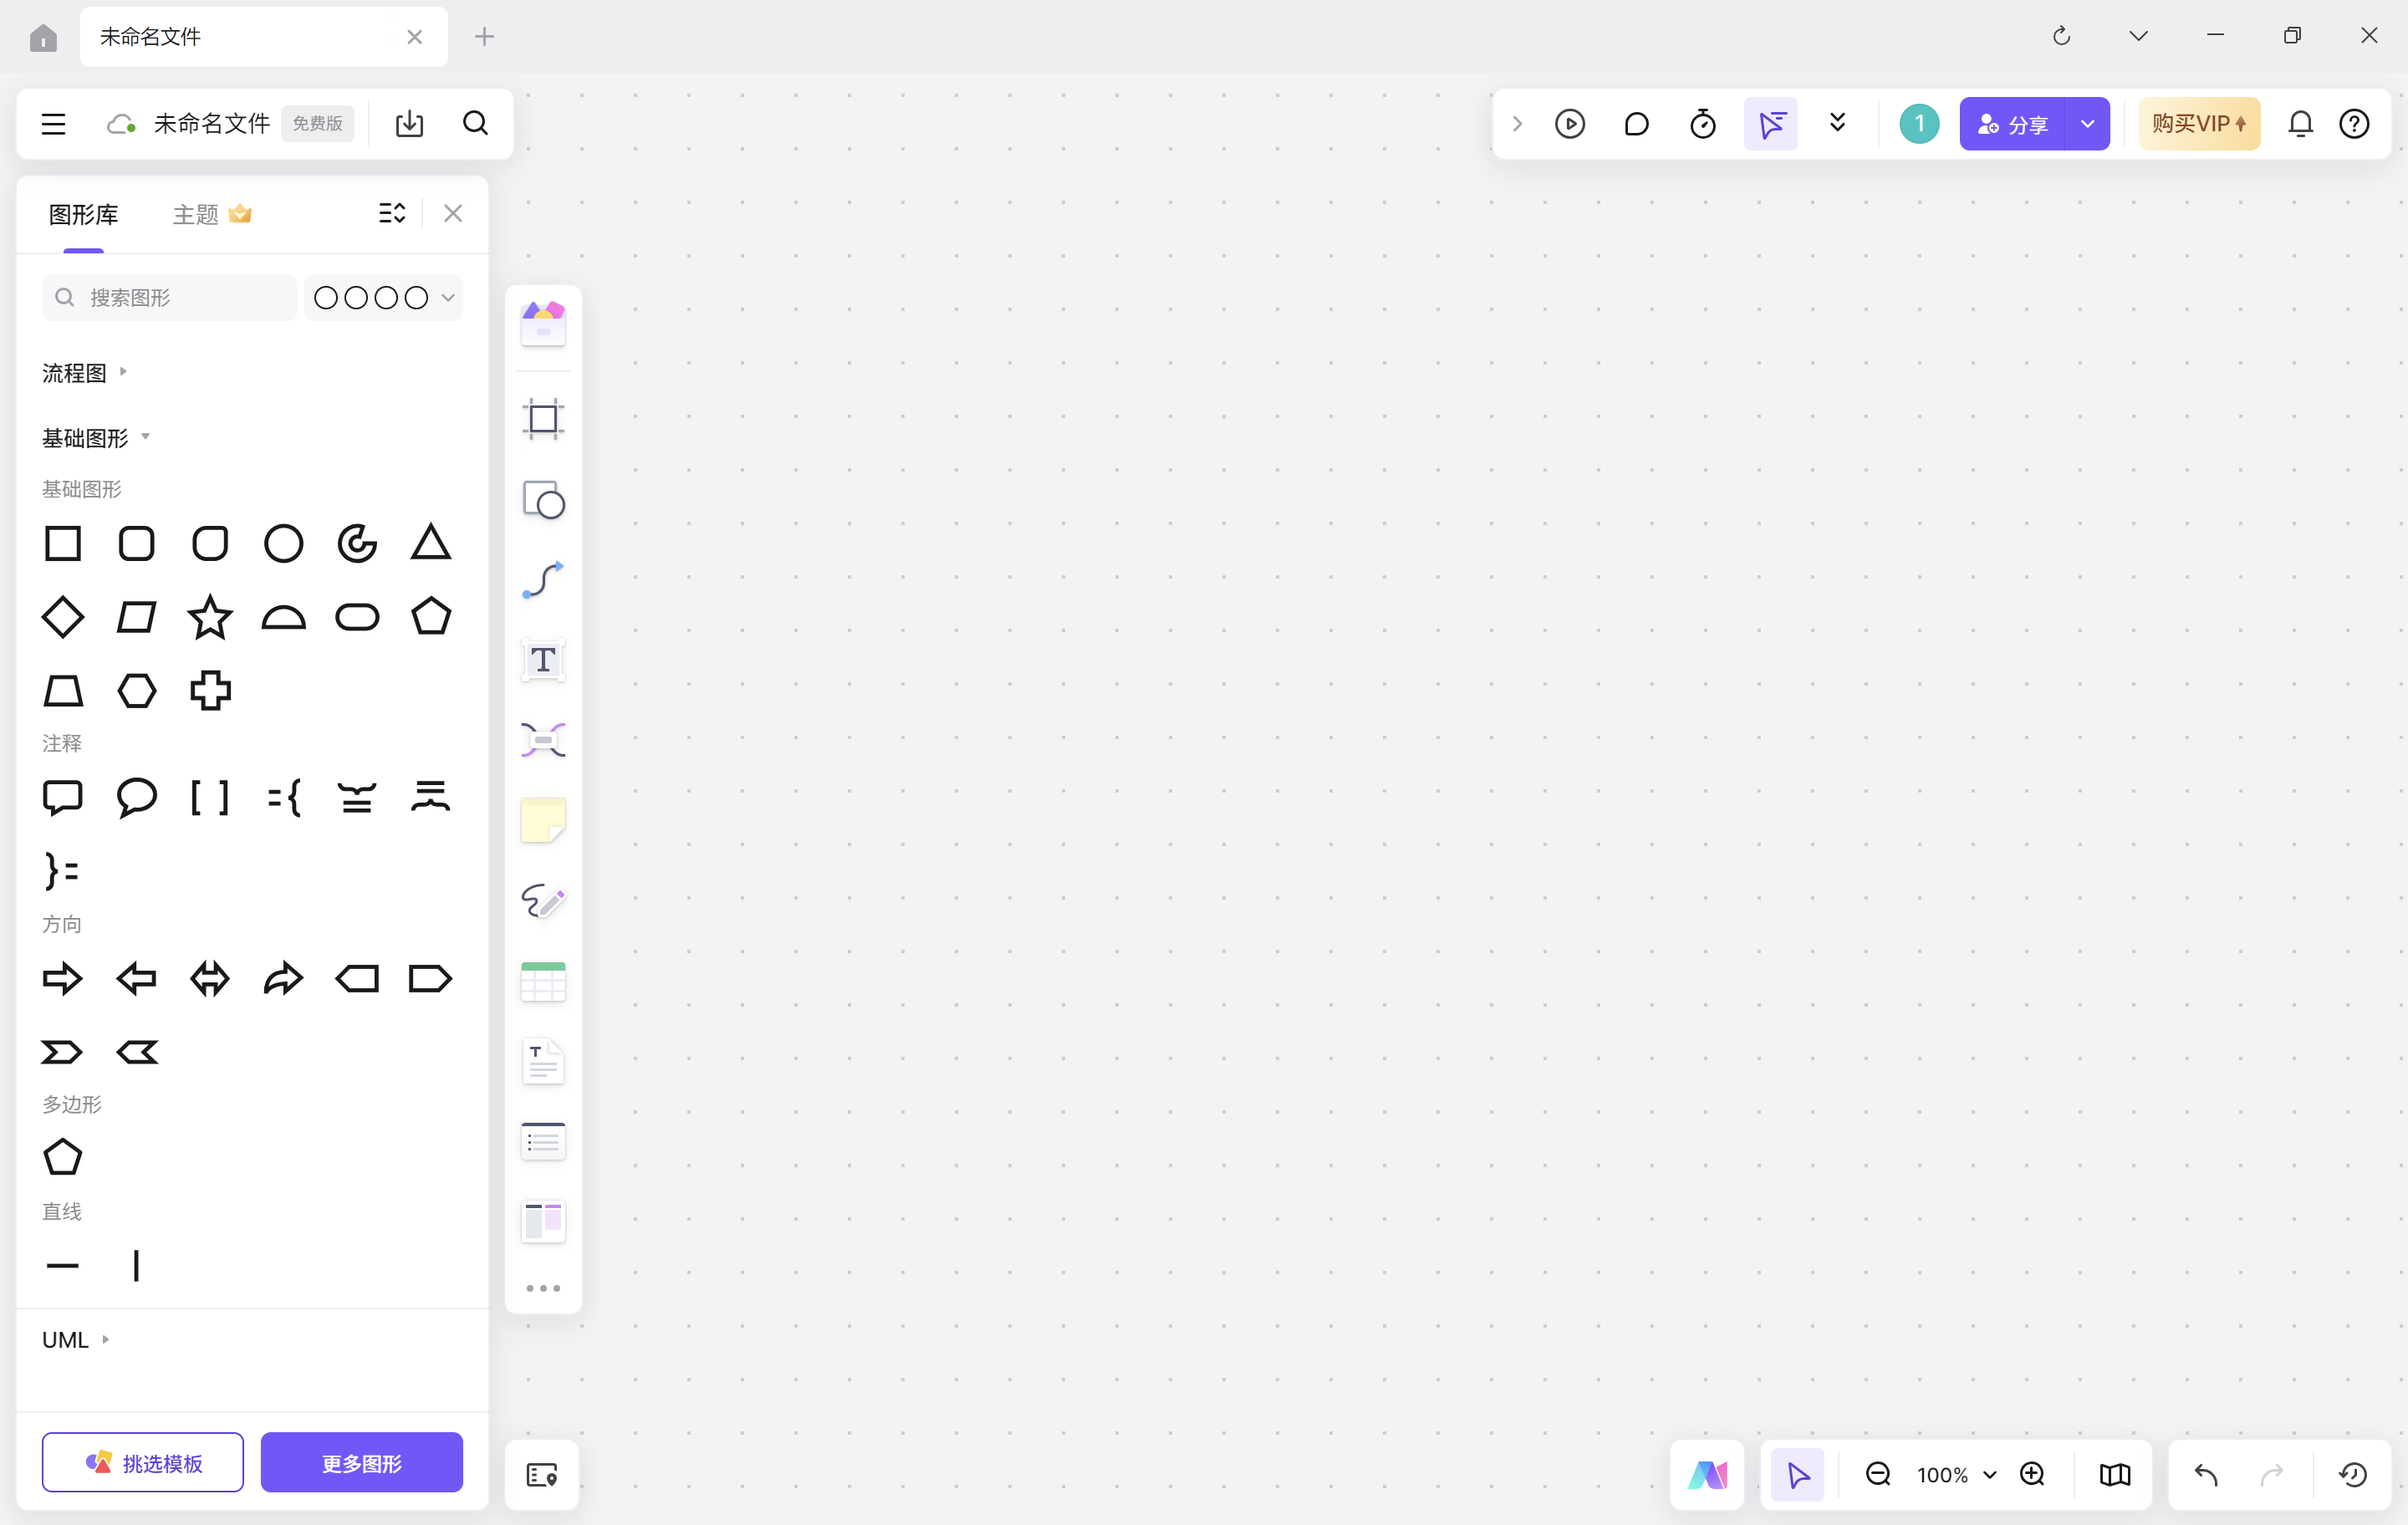 未命名文件
未命名文件 免费版
1 分享 购买VIP
图形库 主题
搜索图形
流程图
基础图形
基础图形
注释
方向
多边形
直线
UML
挑选模板 更多图形
100%